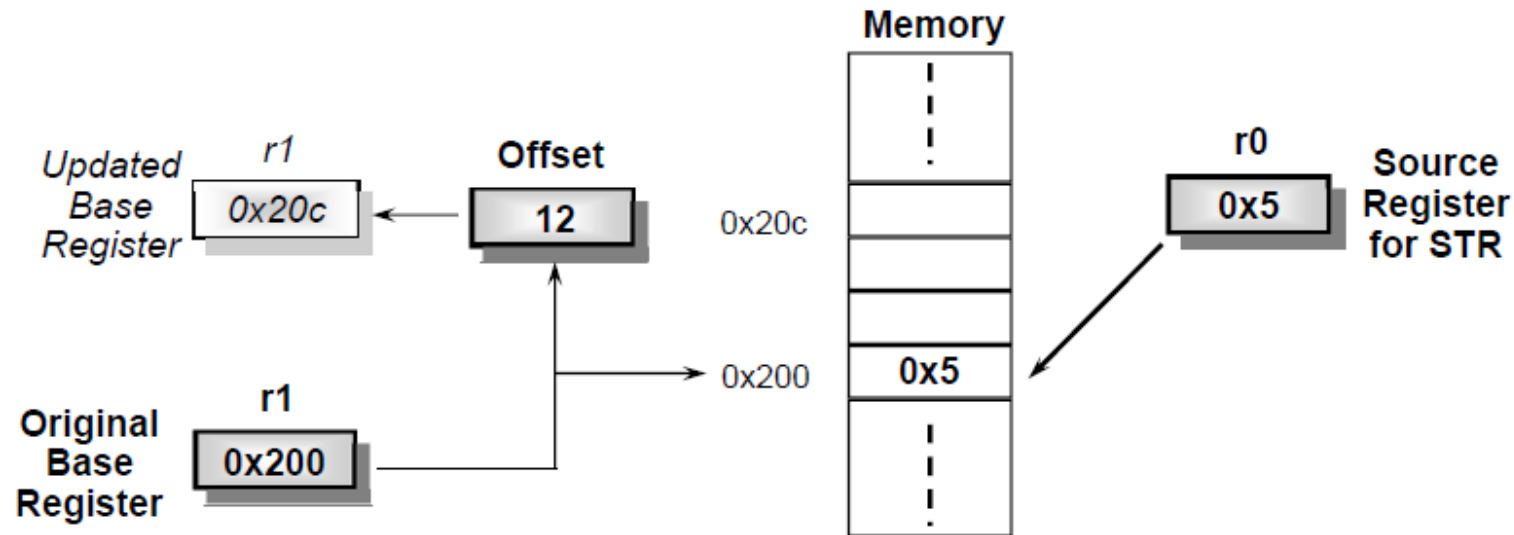 Memory
Updated
Base
Register
r1
0x20c
Offset
12
0x20c
r0
0x5
Source
Register
for STR
0x200
0x5
Original
Base
Register
r1
0x200